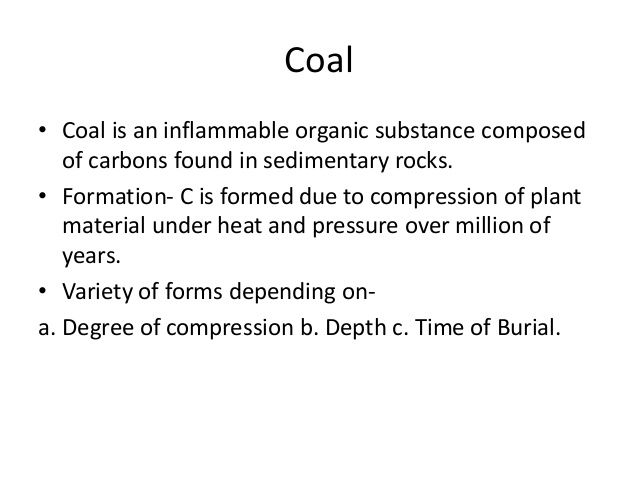 Coal
• Coal is an inflammable organic substance composed
of carbons found in sedimentary rocks.
• Formation- C is formed due to compression of plant
material under heat and pressure over million of
years.
• Variety of forms depending on-
a. Degree of compression b. Depth c. Time of Burial.